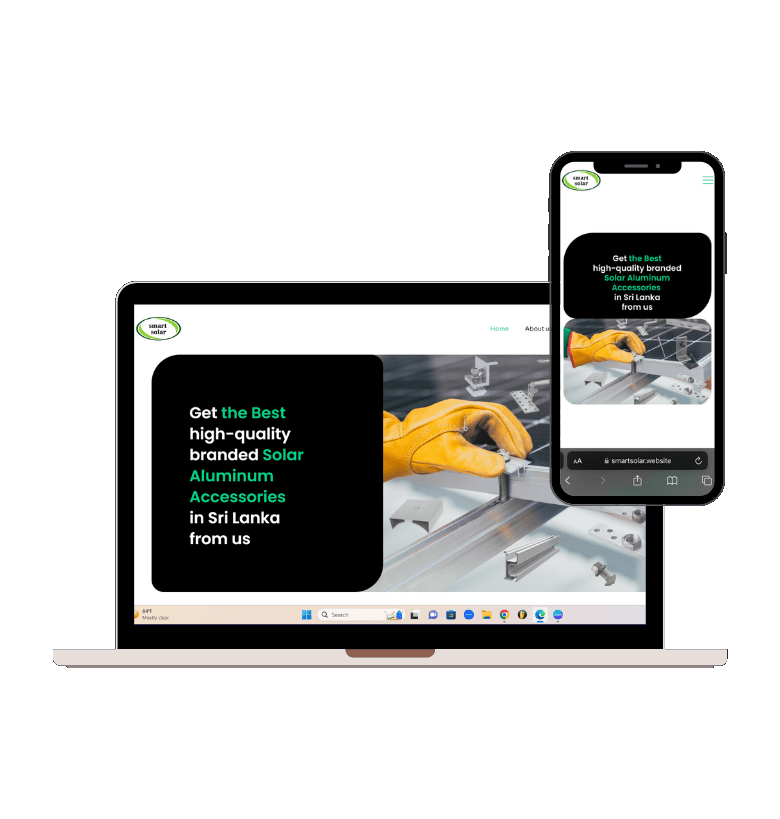 smart
solar
Get the Best
high-quality branded
Solar Aluminum
Accessories
in Sri Lanka
from us
AA
smartsolar.website
smart
solar
Home
About u
Get the Best
high-quality
branded Solar
Aluminum
Accessories
in Sri Lanka
from us
64°F
Mostly clear
Search